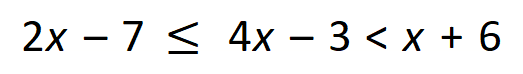 2x – 7 ≤ 4x – 3 < x + 6